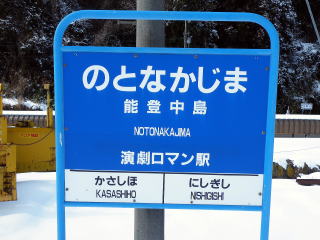 のとなかじま
能登中島
NOTONAKAJIMA
演劇ロマン駅
かさしほ にしぎし
KASASHIHO NISHIGISHI